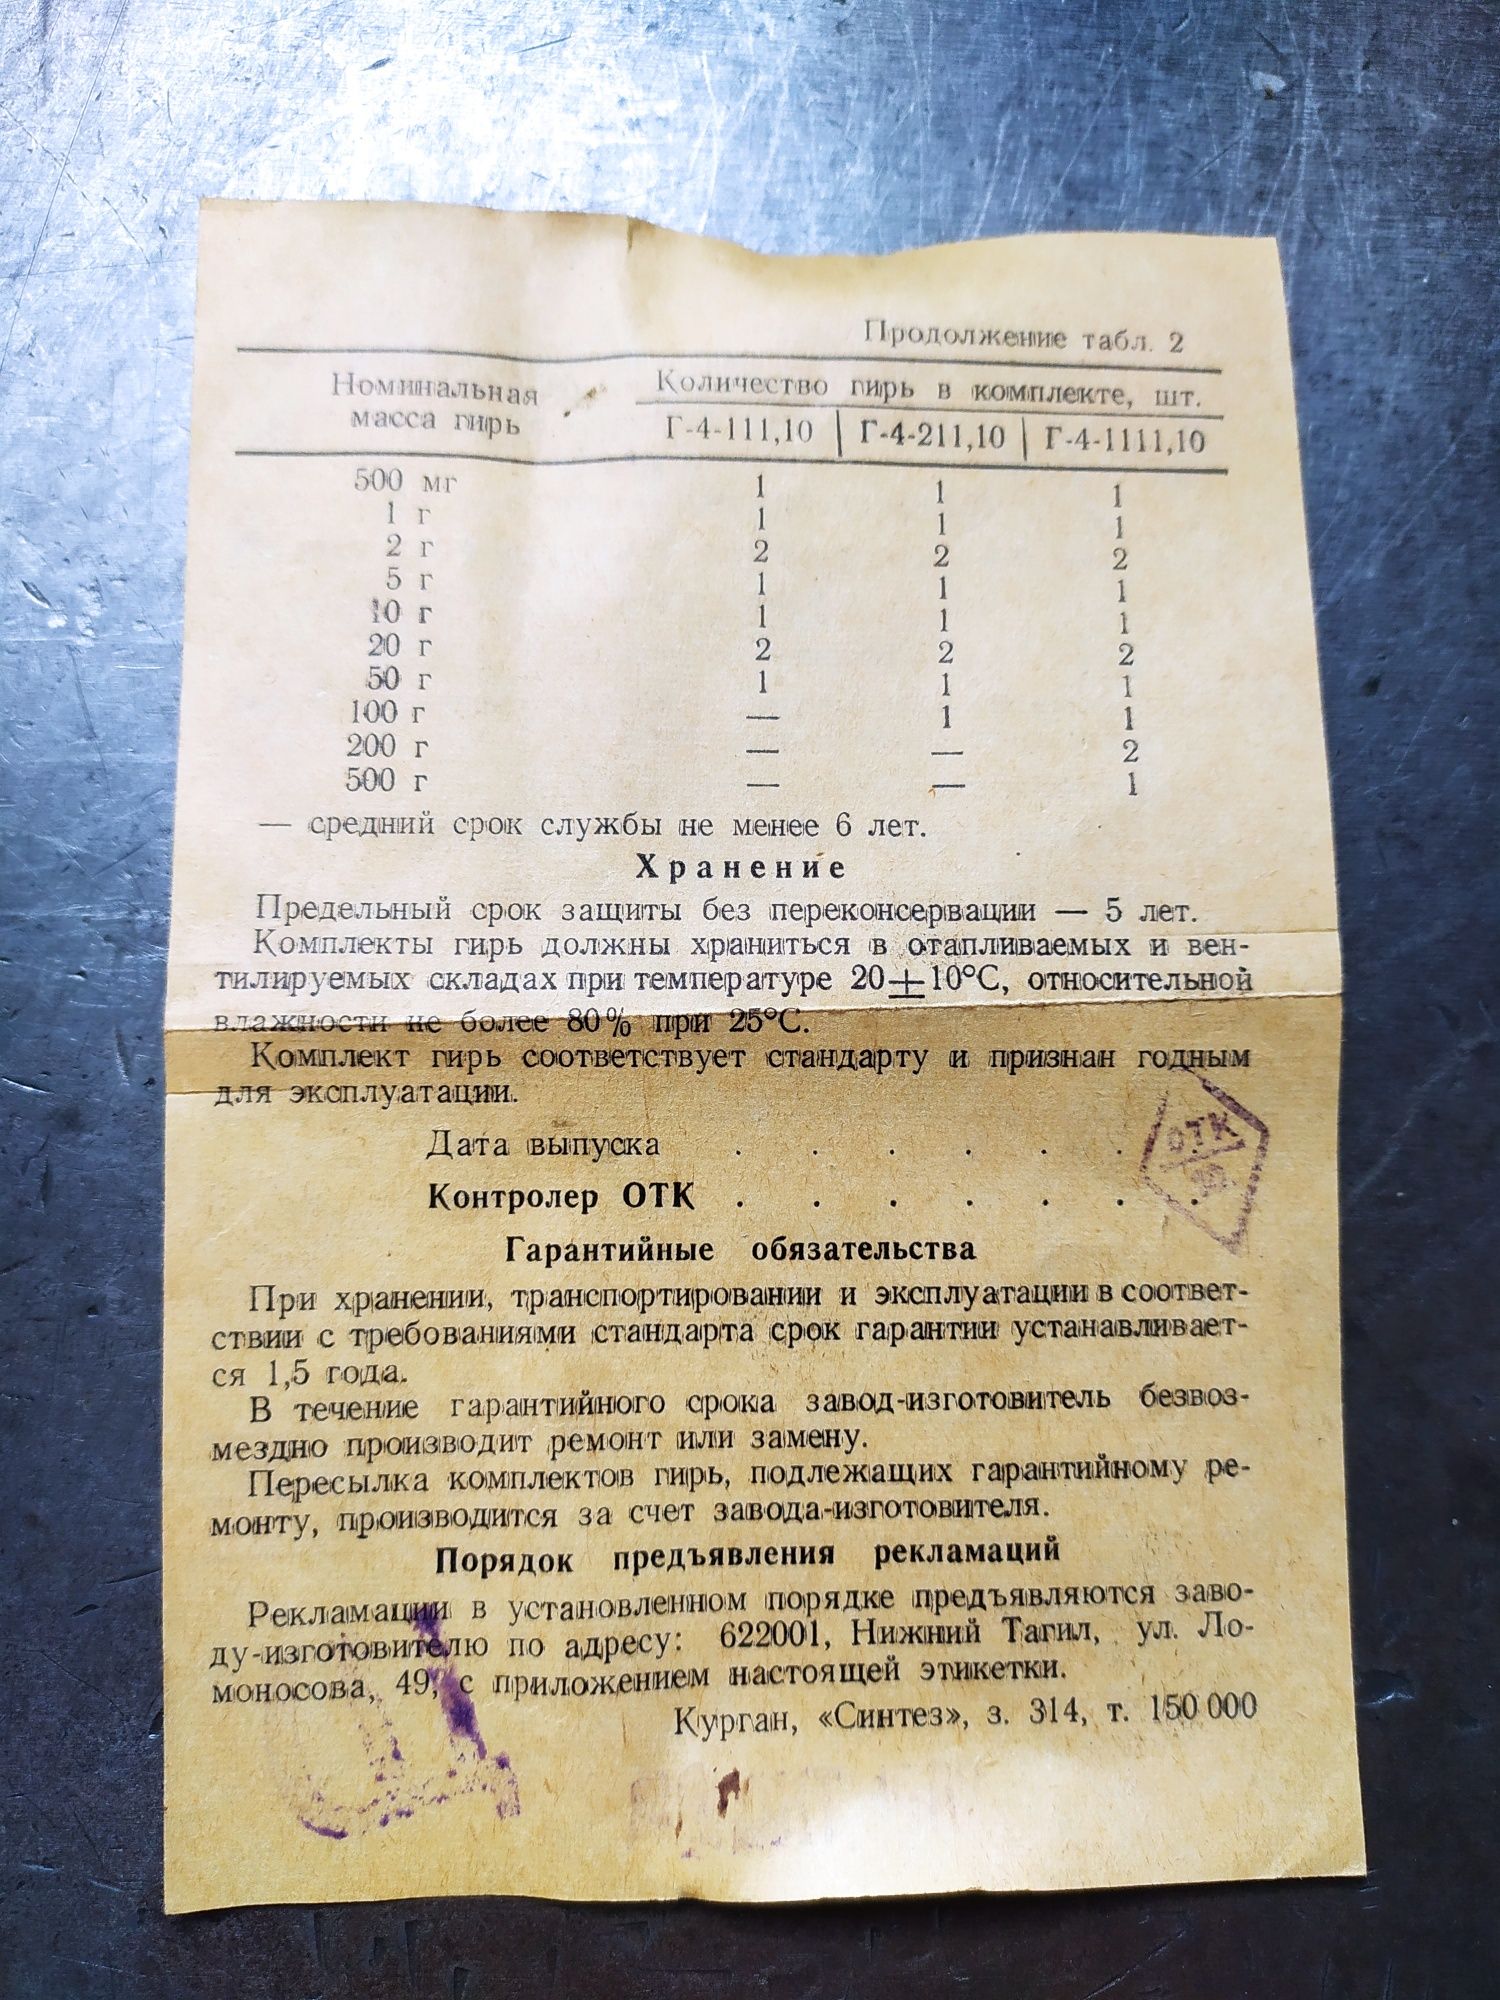 Продолжение табл. 2
Номинальная масса гирь
Количество гирь в комплекте, шт.
Г-4-111,10 | Г-4-211,10 | Г-4-1111,10
500 мг 1 1 1
1 г 1 1 1
2 г 2 2 2
5 г 1 1 1
10 г 1 1 1
20 г 2 2 2
50 г 1 1 1
100 г — 1 1
200 г — — 2
500 г — — 1
— средний срок службы не менее 6 лет.
Хранение
Предельный срок защиты без переконсервации — 5 лет.
Комплекты гирь должны храниться в отапливаемых и вен-
тилируемых складах при температуре 20±10°С, относительной
влажности не более 80% при 25°С.
Комплект гирь соответствует стандарту и признан годным
для эксплуатации.
Дата выпуска . . . . . .
Контролер ОТК . . . . . . .
ОТК
Гарантийные обязательства
При хранении, транспортировании и эксплуатации в соответ-
ствии с требованиями стандарта срок гарантии устанавливает-
ся 1,5 года.
В течение гарантийного срока завод-изготовитель безвоз-
мездно производит ремонт или замену.
Пересылка комплектов гирь, подлежащих гарантийному ре-
монту, производится за счет завода-изготовителя.
Порядок предъявления рекламаций
Рекламации в установленном порядке предъявляются заво-
ду-изготовителю по адресу: 622001, Нижний Тагил, ул. Ло-
моносова, 49, с приложением настоящей этикетки.
Курган, «Синтез», з. 314, т. 150 000